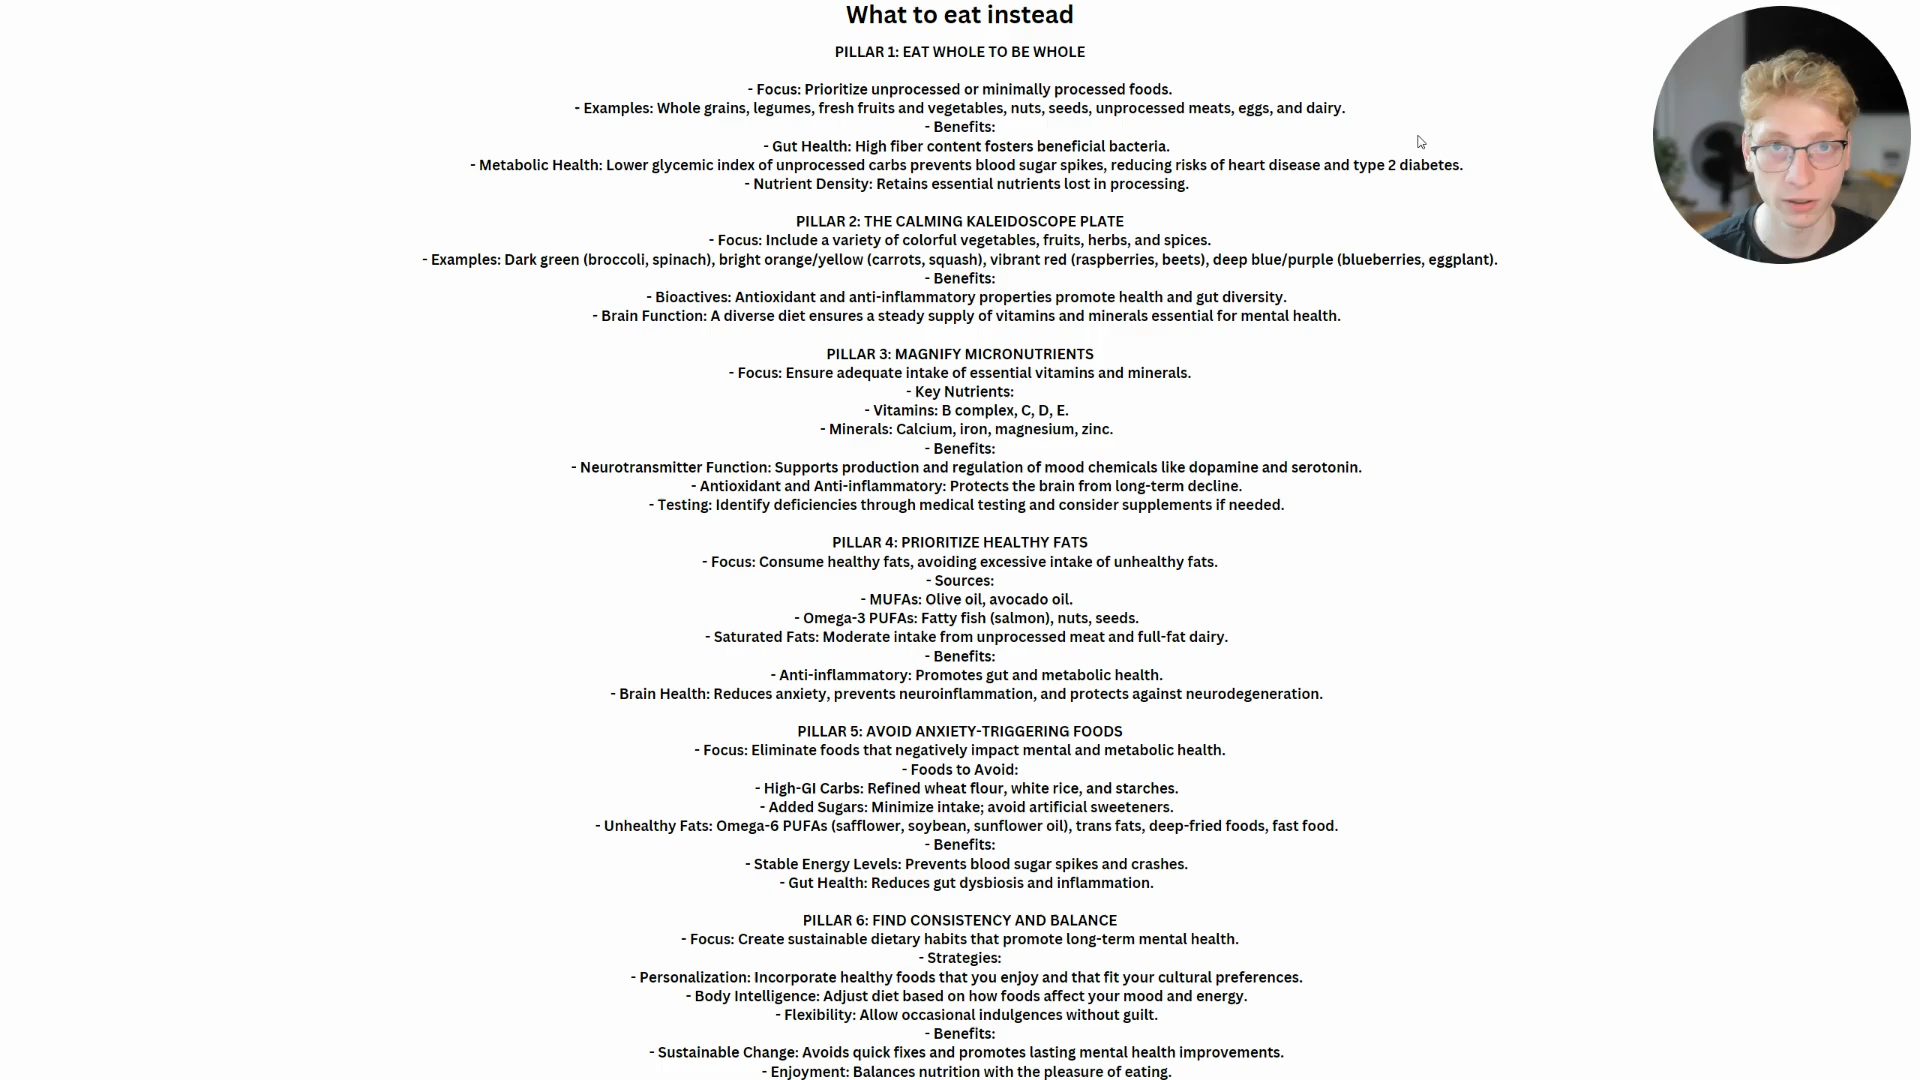 What to eat instead
PILLAR 1: EAT WHOLE TO BE WHOLE
- Focus: Prioritize unprocessed or minimally processed foods.
- Examples: Whole grains, legumes, fresh fruits and vegetables, nuts, seeds, unprocessed meats, eggs, and dairy.
- Benefits:
- Gut Health: High fiber content fosters beneficial bacteria.
- Metabolic Health: Lower glycemic index of unprocessed carbs prevents blood sugar spikes, reducing risks of heart disease and type 2 diabetes.
- Nutrient Density: Retains essential nutrients lost in processing.
PILLAR 2: THE CALMING KALEIDOSCOPE PLATE
- Focus: Include a variety of colorful vegetables, fruits, herbs, and spices.
- Examples: Dark green (broccoli, spinach), bright orange/yellow (carrots, squash), vibrant red (raspberries, beets), deep blue/purple (blueberries, eggplant).
- Benefits:
- Bioactives: Antioxidant and anti-inflammatory properties promote health and gut diversity.
- Brain Function: A diverse diet ensures a steady supply of vitamins and minerals essential for mental health.
PILLAR 3: MAGNIFY MICRONUTRIENTS
- Focus: Ensure adequate intake of essential vitamins and minerals.
- Key Nutrients:
- Vitamins: B complex, C, D, E.
- Minerals: Calcium, iron, magnesium, zinc.
- Benefits:
- Neurotransmitter Function: Supports production and regulation of mood chemicals like dopamine and serotonin.
- Antioxidant and Anti-inflammatory: Protects the brain from long-term decline.
- Testing: Identify deficiencies through medical testing and consider supplements if needed.
PILLAR 4: PRIORITIZE HEALTHY FATS
- Focus: Consume healthy fats, avoiding excessive intake of unhealthy fats.
- Sources:
- MUFAs: Olive oil, avocado oil.
- Omega-3 PUFAs: Fatty fish (salmon), nuts, seeds.
- Saturated Fats: Moderate intake from unprocessed meat and full-fat dairy.
- Benefits:
- Anti-inflammatory: Promotes gut and metabolic health.
- Brain Health: Reduces anxiety, prevents neuroinflammation, and protects against neurodegeneration.
PILLAR 5: AVOID ANXIETY-TRIGGERING FOODS
- Focus: Eliminate foods that negatively impact mental and metabolic health.
- Foods to Avoid:
- High-GI Carbs: Refined wheat flour, white rice, and starches.
- Added Sugars: Minimize intake; avoid artificial sweeteners.
- Unhealthy Fats: Omega-6 PUFAs (safflower, soybean, sunflower oil), trans fats, deep-fried foods, fast food.
- Benefits:
- Stable Energy Levels: Prevents blood sugar spikes and crashes.
- Gut Health: Reduces gut dysbiosis and inflammation.
PILLAR 6: FIND CONSISTENCY AND BALANCE
- Focus: Create sustainable dietary habits that promote long-term mental health.
- Strategies:
- Personalization: Incorporate healthy foods that you enjoy and that fit your cultural preferences.
- Body Intelligence: Adjust diet based on how foods affect your mood and energy.
- Flexibility: Allow occasional indulgences without guilt.
- Benefits:
- Sustainable Change: Avoids quick fixes and promotes lasting mental health improvements.
- Enjoyment: Balances nutrition with the pleasure of eating.